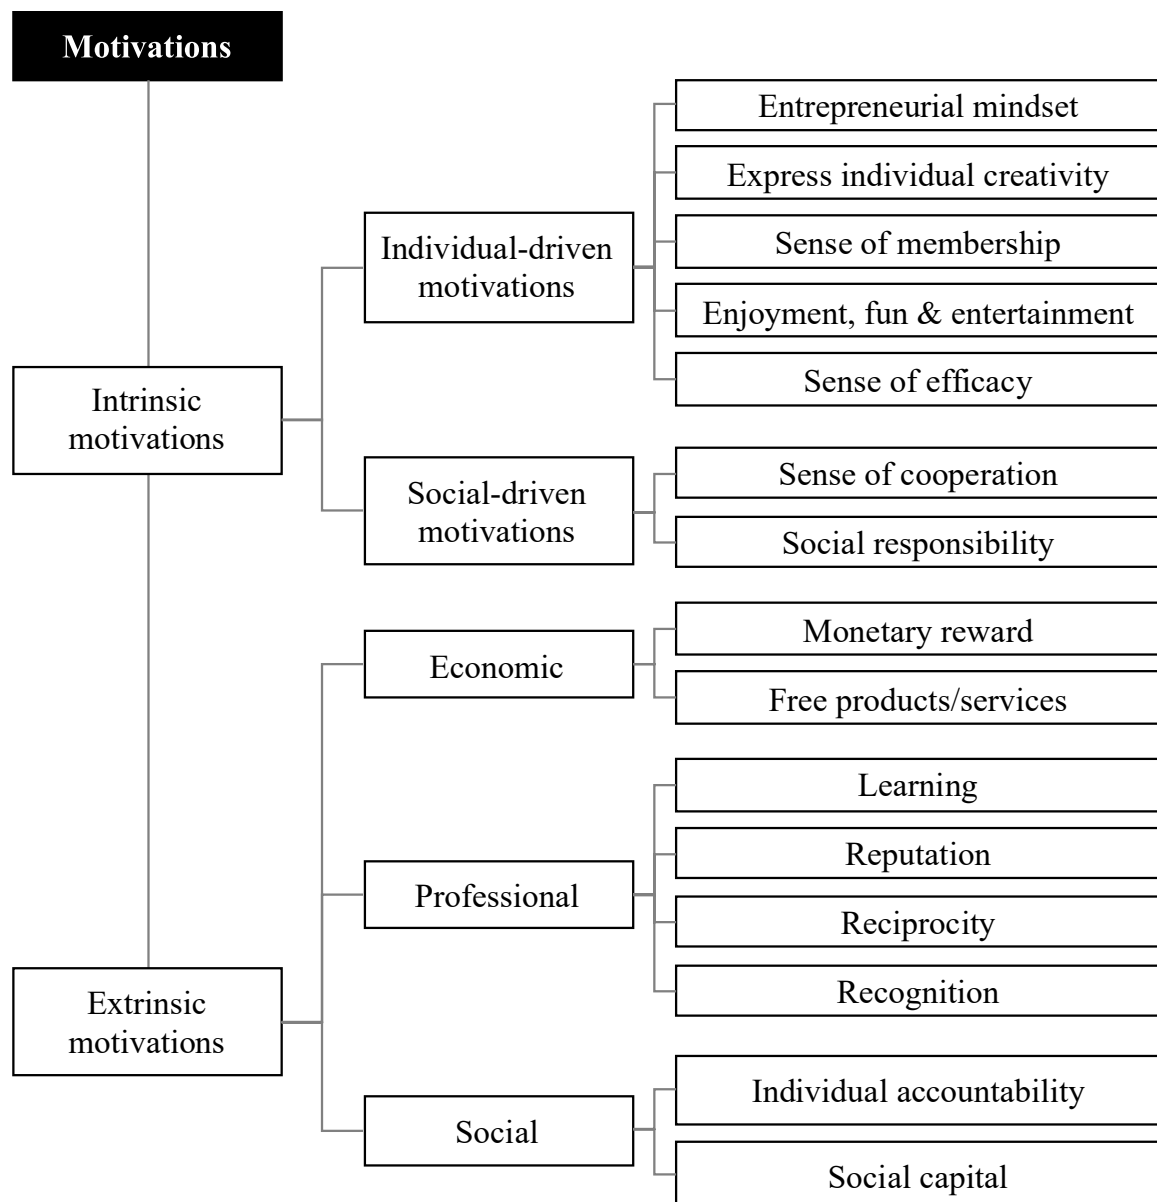 Motivations
Entrepreneurial mindset
Express individual creativity
Individual-driven
motivations
Sense of membership
Enjoyment, fun & entertainment
Sense of efficacy
Intrinsic
motivations
Social-driven
motivations
Sense of cooperation
Social responsibility
Economic
Monetary reward
Free products/services
Learning
Professional
Reputation
Reciprocity
Recognition
Extrinsic
motivations
Social
Individual accountability
Social capital